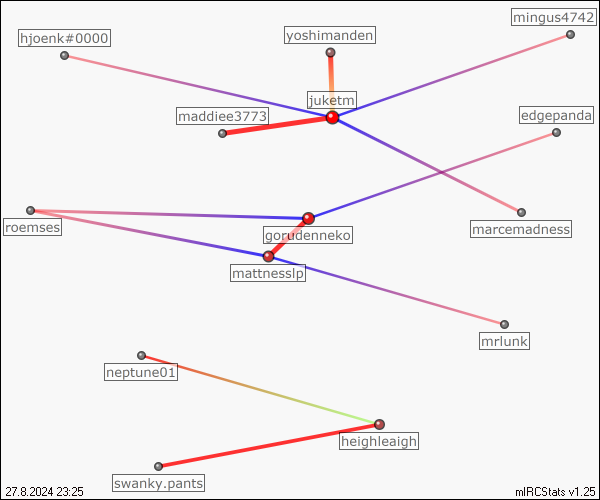 mingus4742
hjoenk#0000
yoshimanden
juketm
maddiee3773
edgepanda
roemses
gorudenneko
marcemadness
mattnesslp
mrlunk
neptune01
heighleaigh
swanky.pants
27.8.2024 23:25
mIRCStats v1.25